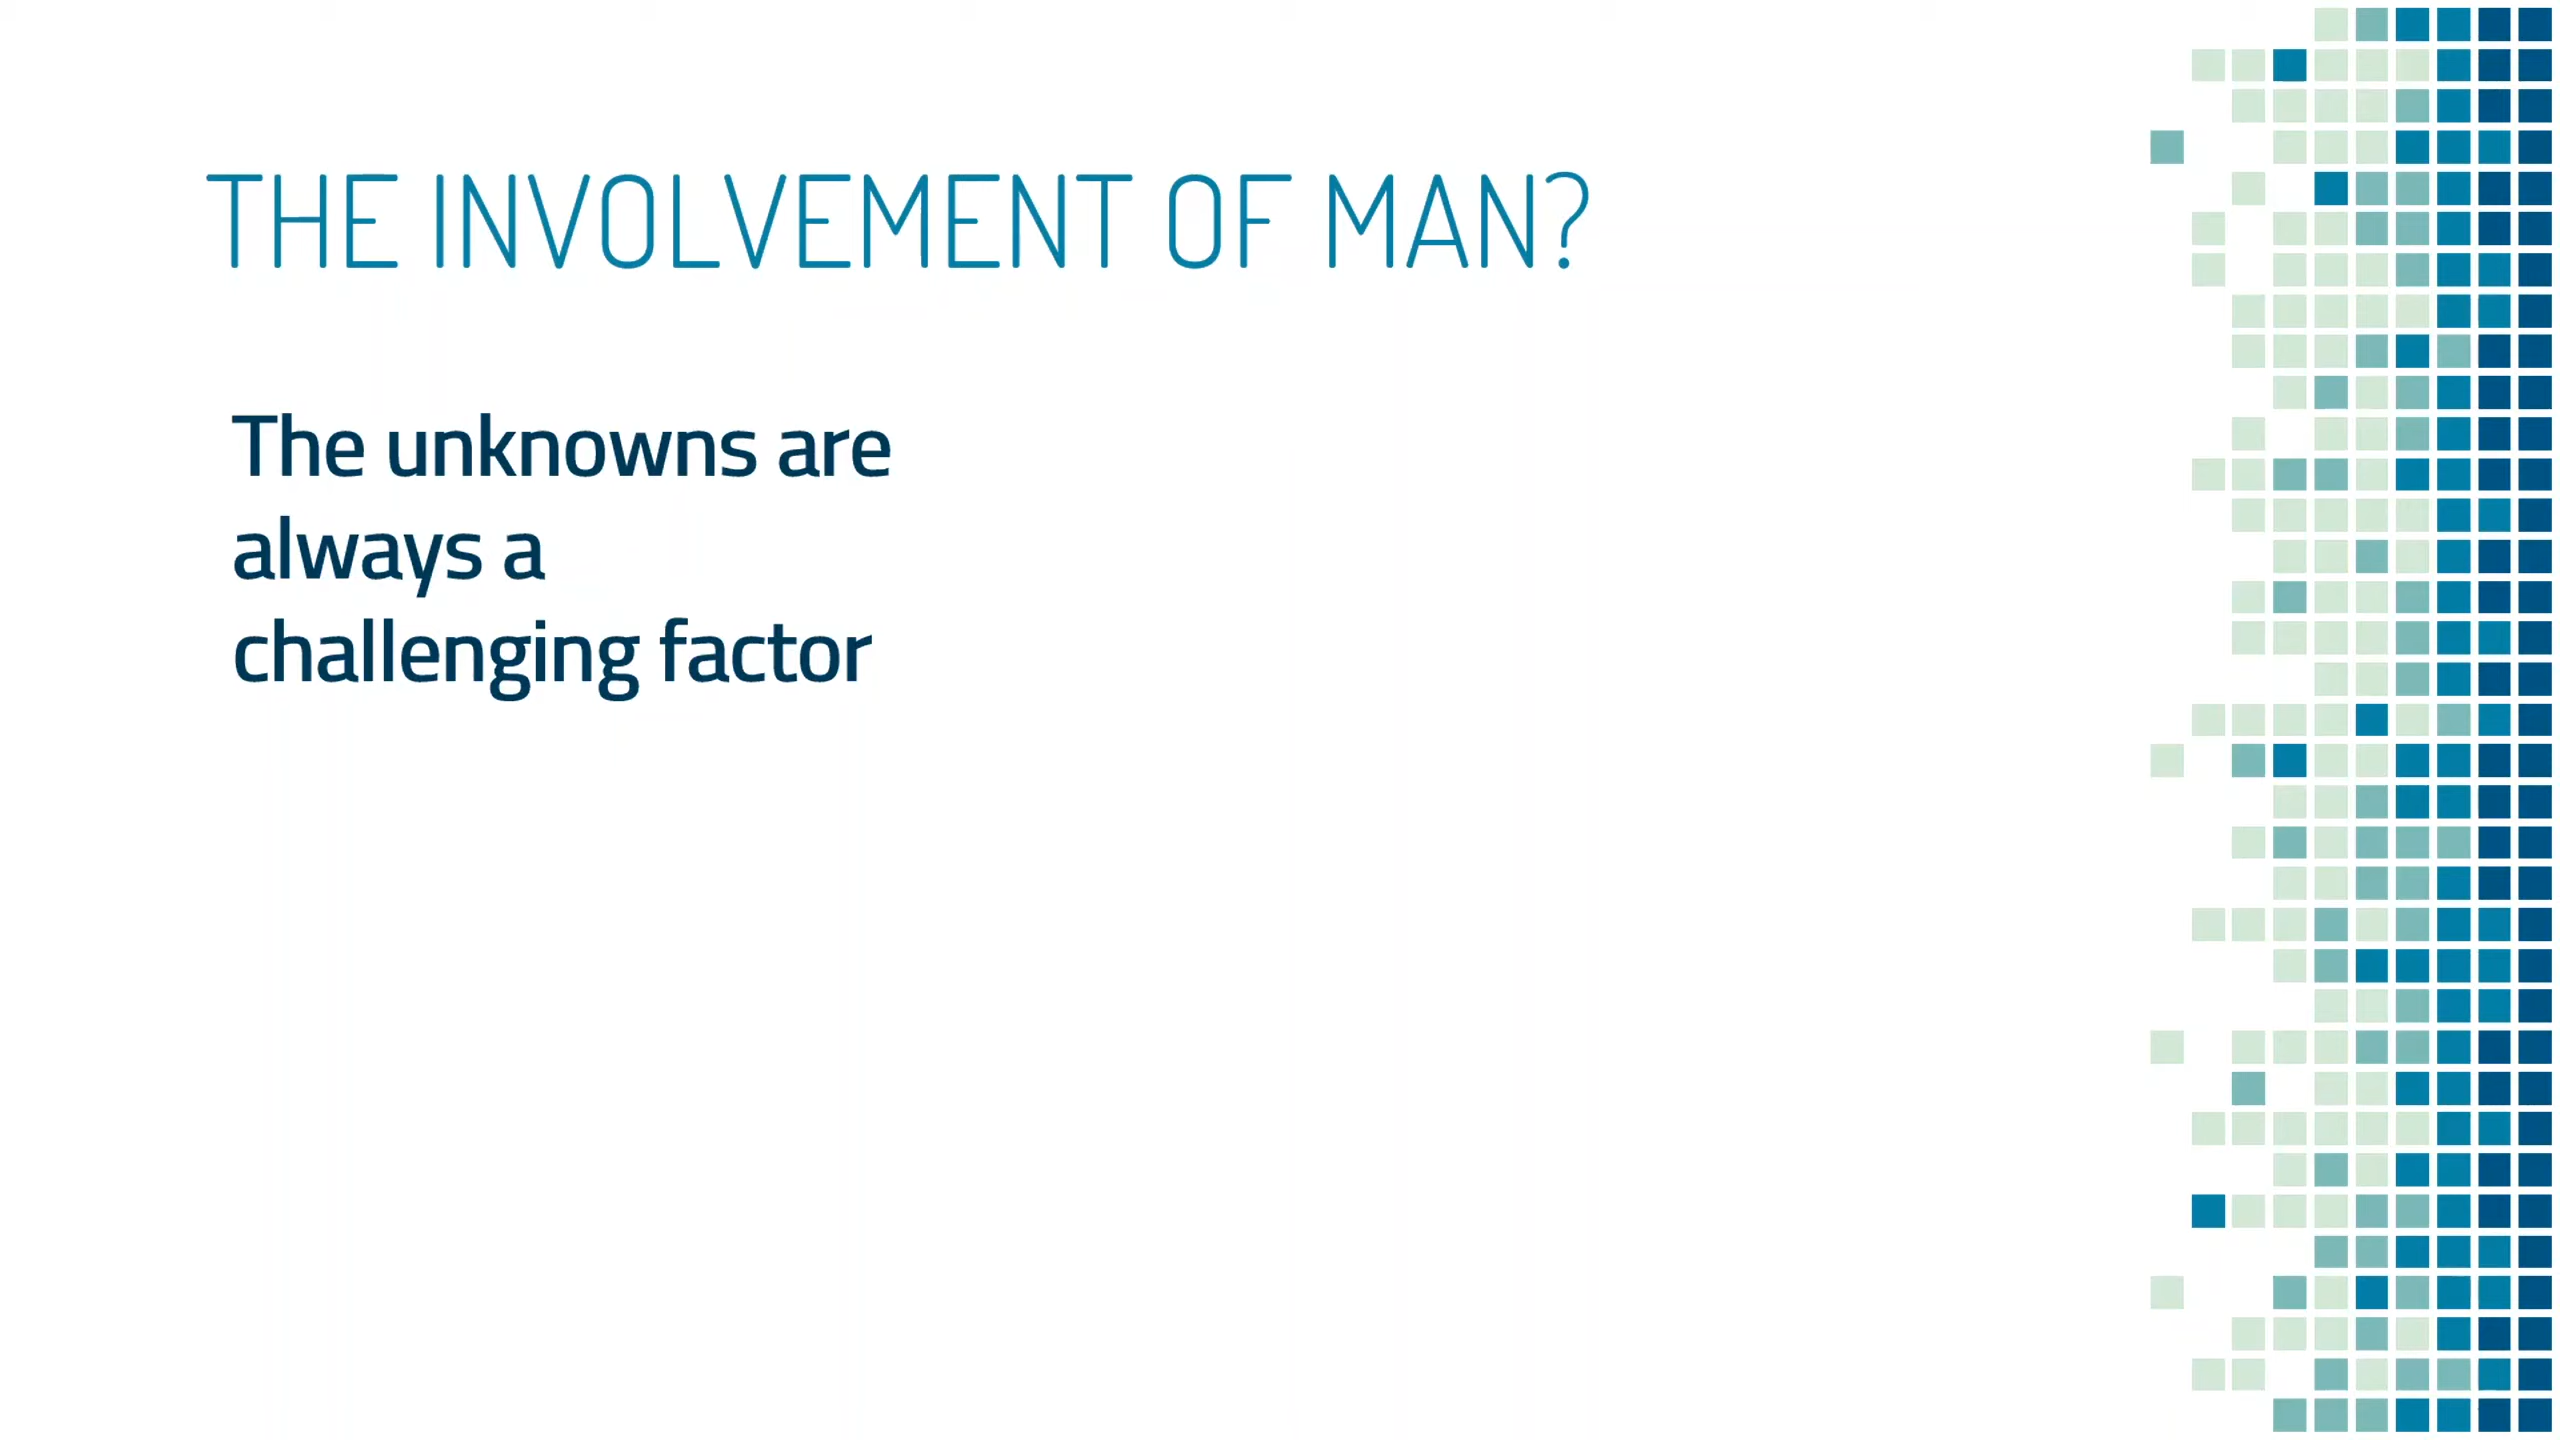 THE INVOLVEMENT OF MAN?
The unknowns are
always a
challenging factor